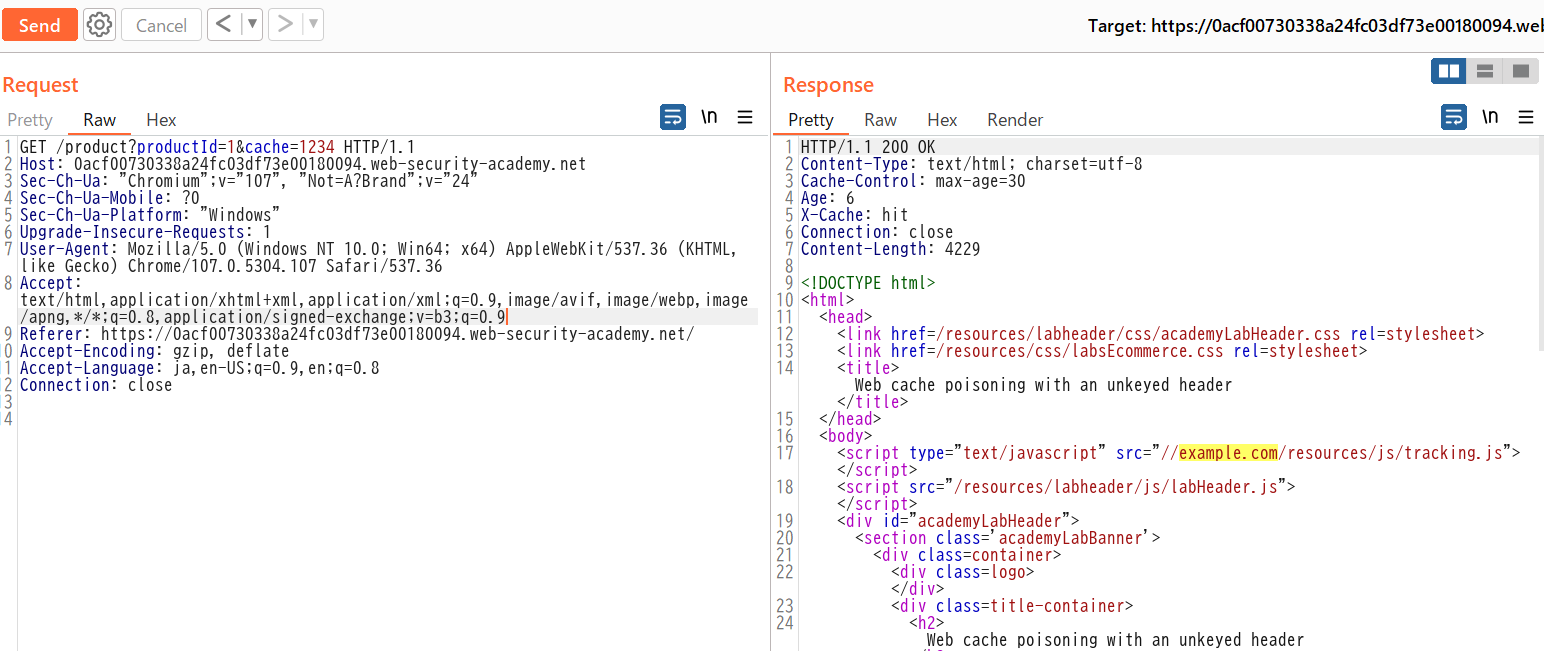 Send
Cancel
< ▼
> ▼
Target: https://0acf00730338a24fc03df73e00180094.we
Request
Pretty Raw Hex
\n
1 GET /product?productId=1&cache=1234 HTTP/1.1
2 Host: 0acf00730338a24fc03df73e00180094.web-security-academy.net
3 Sec-Ch-Ua: "Chromium";v="107", "Not=A?Brand";v="24"
4 Sec-Ch-Ua-Mobile: ?0
5 Sec-Ch-Ua-Platform: "Windows"
6 Upgrade-Insecure-Requests: 1
7 User-Agent: Mozilla/5.0 (Windows NT 10.0; Win64; x64) AppleWebKit/537.36 (KHTML,
like Gecko) Chrome/107.0.5304.107 Safari/537.36
8 Accept:
text/html,application/xhtml+xml,application/xml;q=0.9,image/avif,image/webp,image
/apng,*/*;q=0.8,application/signed-exchange;v=b3;q=0.9
9 Referer: https://0acf00730338a24fc03df73e00180094.web-security-academy.net/
10 Accept-Encoding: gzip, deflate
11 Accept-Language: ja,en-US;q=0.9,en;q=0.8
12 Connection: close
13
14
Response
Pretty Raw Hex Render
\n
1 HTTP/1.1 200 OK
2 Content-Type: text/html; charset=utf-8
3 Cache-Control: max-age=30
4 Age: 6
5 X-Cache: hit
6 Connection: close
7 Content-Length: 4229
8
9 <!DOCTYPE html>
10 <html>
11 <head>
12 <link href=/resources/labheader/css/academyLabHeader.css rel=stylesheet>
13 <link href=/resources/css/labsEcommerce.css rel=stylesheet>
14 <title>
Web cache poisoning with an unkeyed header
</title>
15 </head>
16 <body>
17 <script type="text/javascript" src="//example.com/resources/js/tracking.js">
</script>
18 <script src="/resources/labheader/js/labHeader.js">
</script>
19 <div id="academyLabHeader">
20 <section class='academyLabBanner'>
21 <div class=container>
22 <div class=logo>
</div>
23 <div class=title-container>
24 <h2>
Web cache poisoning with an unkeyed header